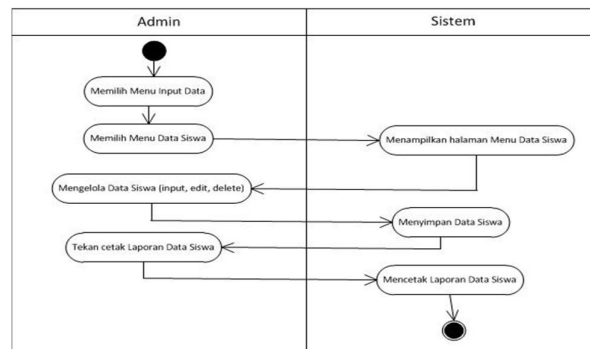 Admin
Sistem
Memilih Menu Input Data
Memilih Menu Data Siswa
Menampilkan halaman Menu Data Siswa
Mengelola Data Siswa (input, edit, delete)
Menyimpan Data Siswa
Tekan cetak Laporan Data Siswa
Mencetak Laporan Data Siswa